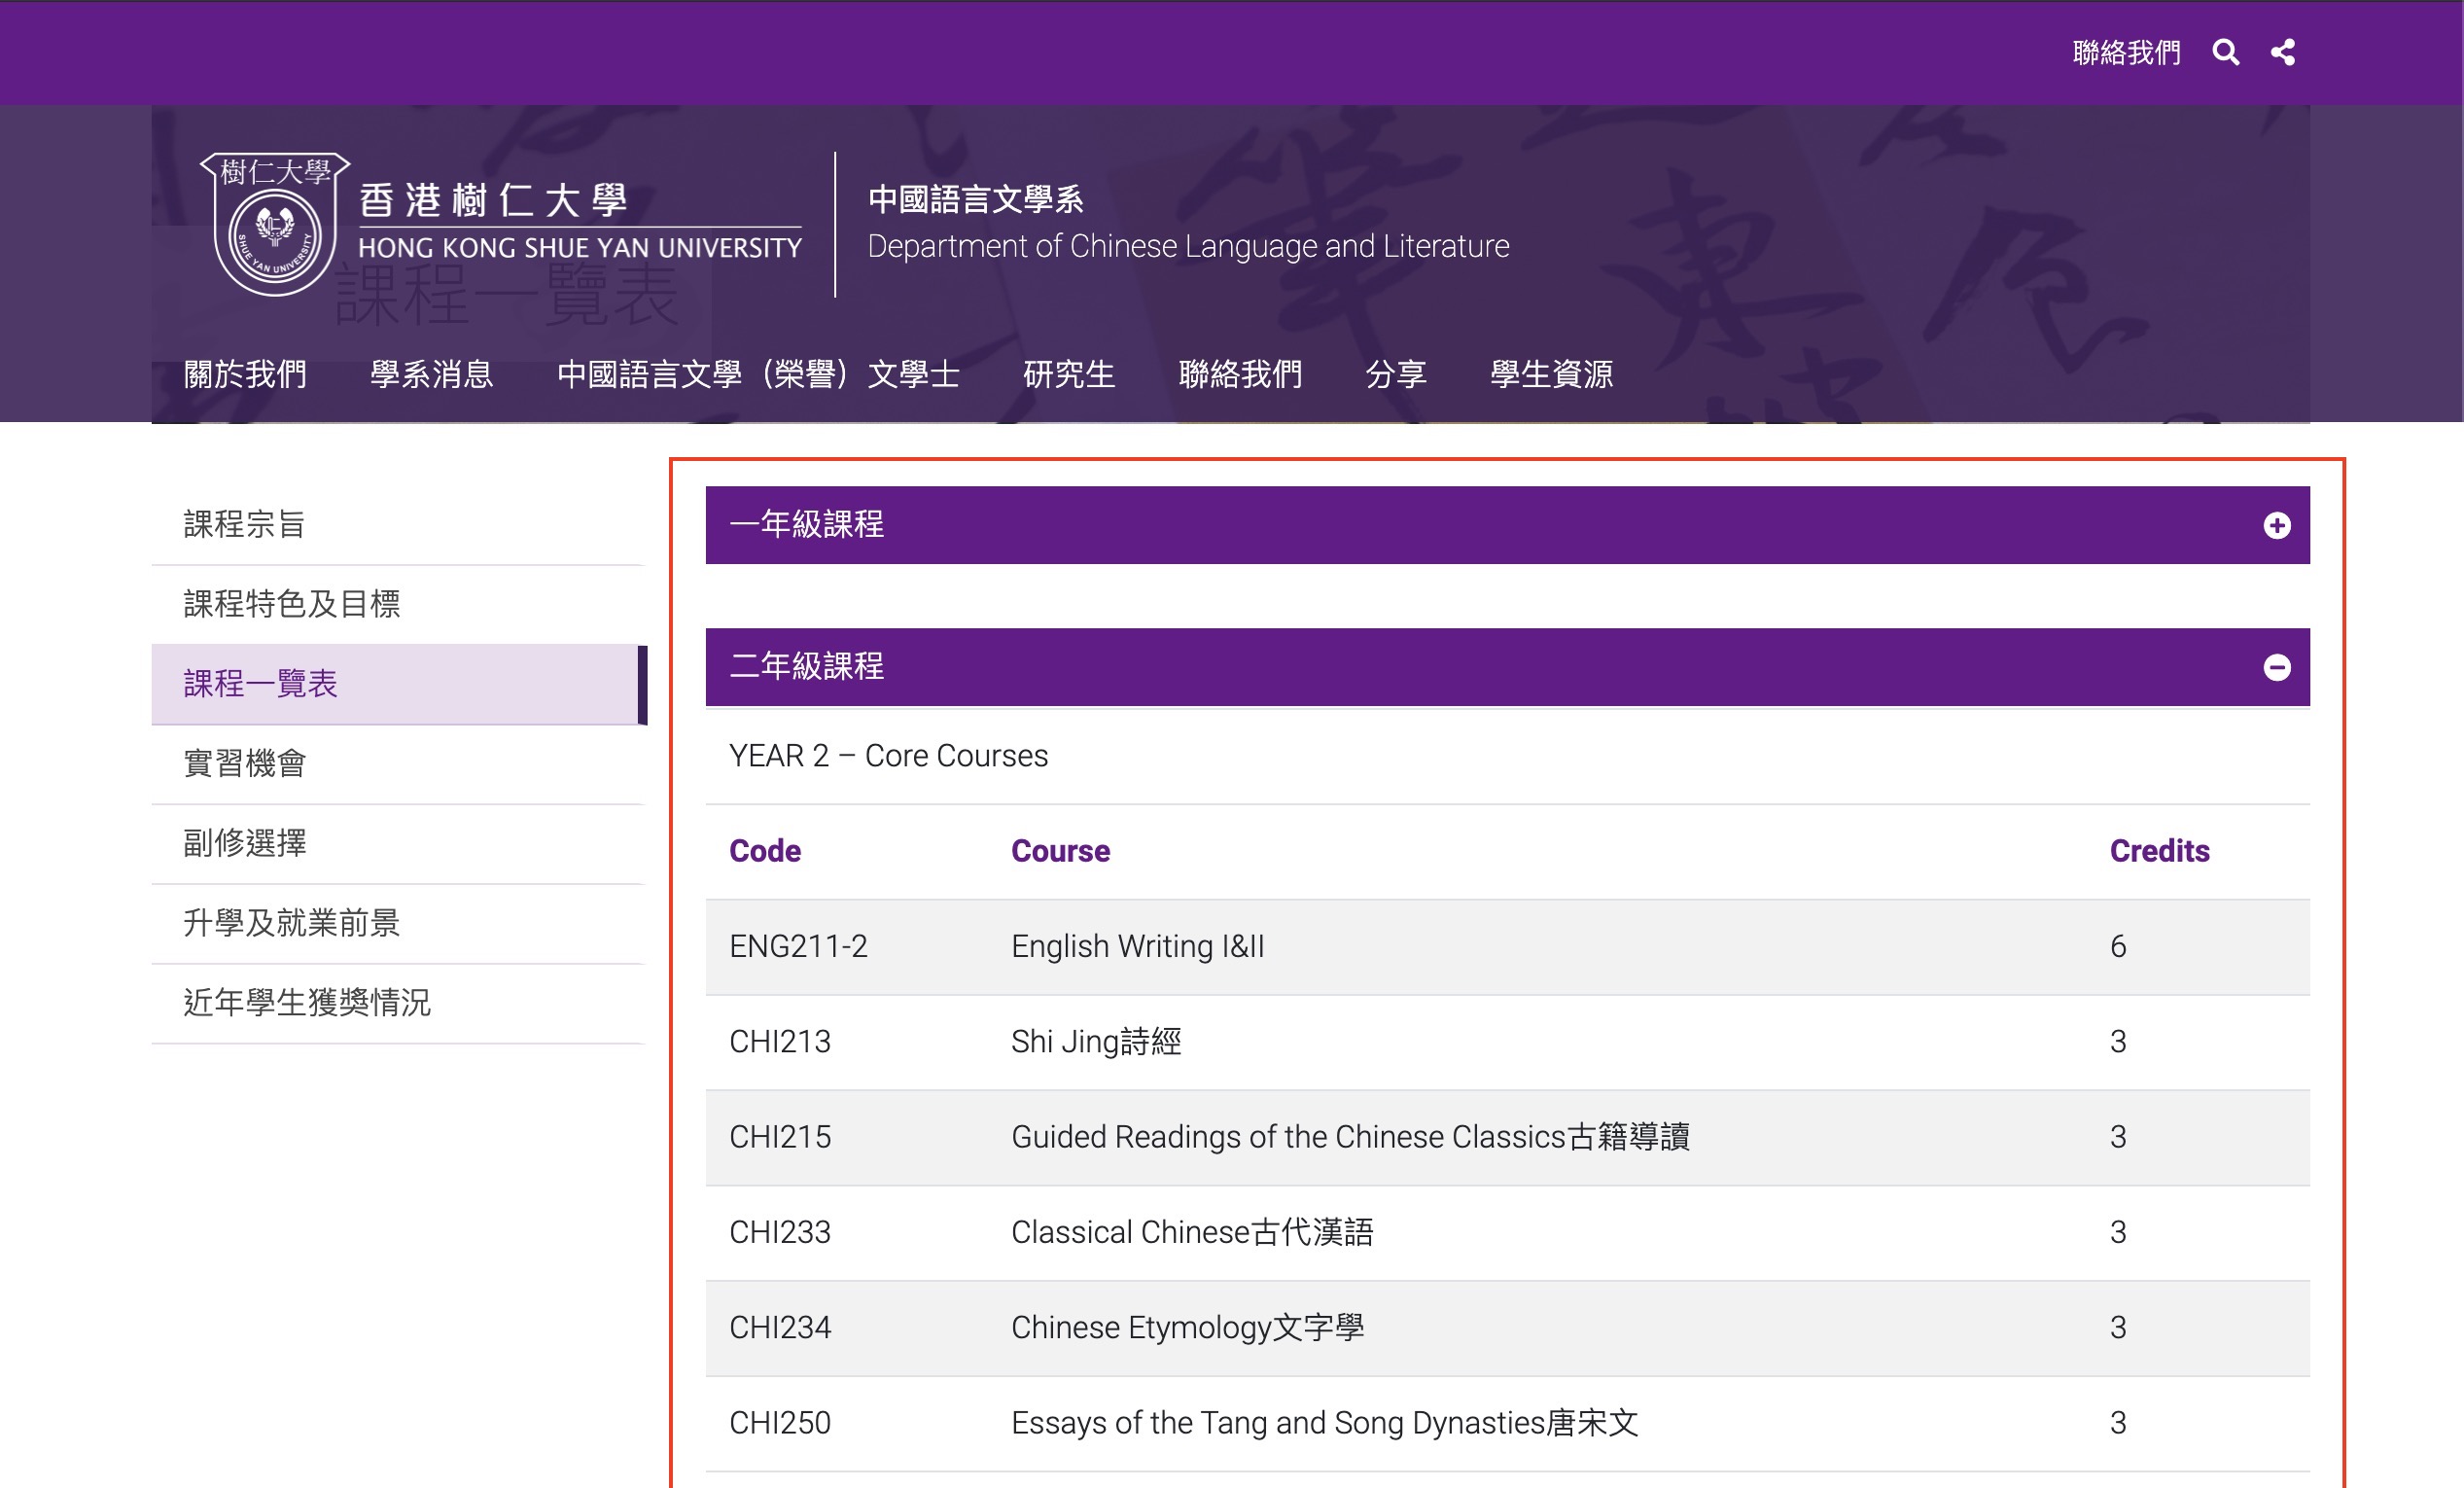 聯絡我們
樹仁大學
SHUE YAN UNIVERSITY
香港樹仁大學
HONG KONG SHUE YAN UNIVERSITY
中國語言文學系
Department of Chinese Language and Literature
課程一覽表
關於我們 學系消息 中國語言文學（榮譽）文學士 研究生 聯絡我們 分享 學生資源
課程宗旨
課程特色及目標
課程一覽表
實習機會
副修選擇
升學及就業前景
近年學生獲獎情況
一年級課程
二年級課程
YEAR 2 – Core Courses
Code Course Credits
ENG211-2 English Writing I&II 6
CHI213 Shi Jing詩經 3
CHI215 Guided Readings of the Chinese Classics古籍導讀 3
CHI233 Classical Chinese古代漢語 3
CHI234 Chinese Etymology文字學 3
CHI250 Essays of the Tang and Song Dynasties唐宋文 3